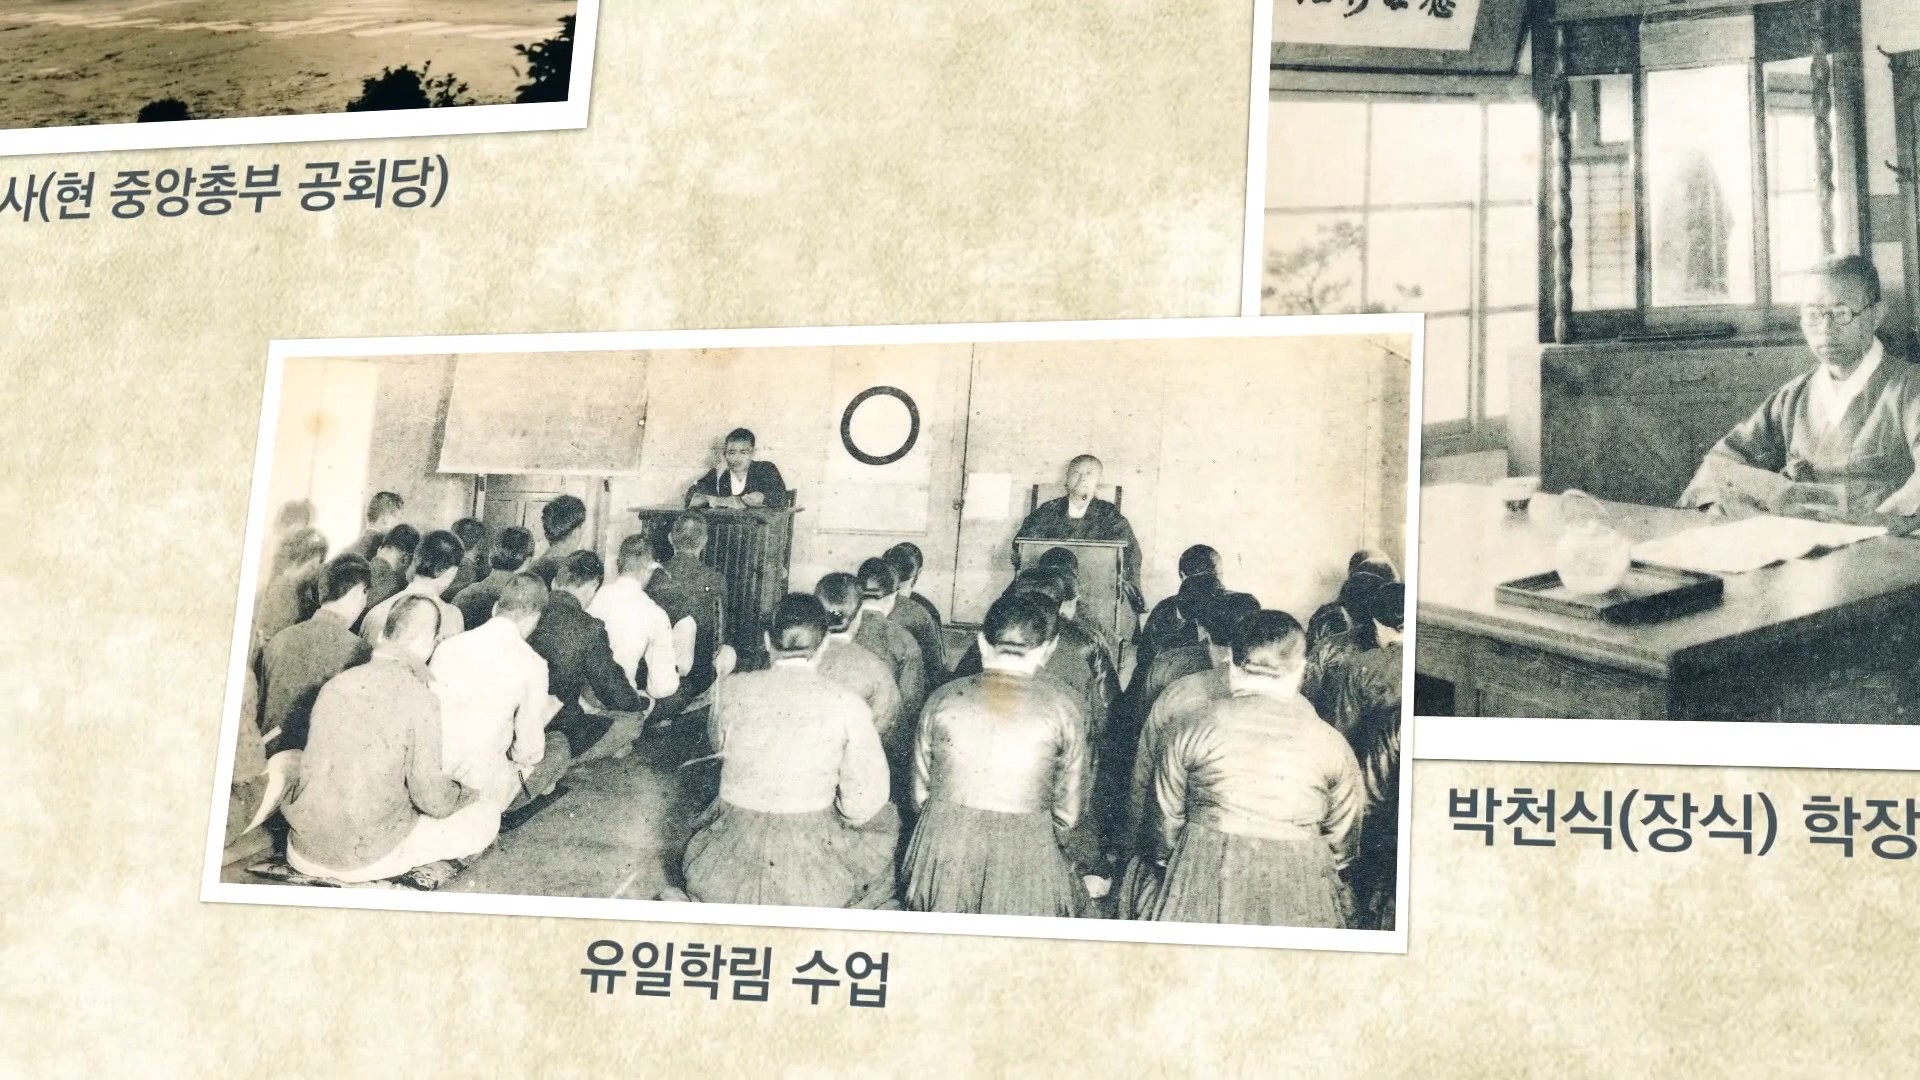 사(현 중앙총부 공회당)
박천식(장식) 학장
유일학림 수업